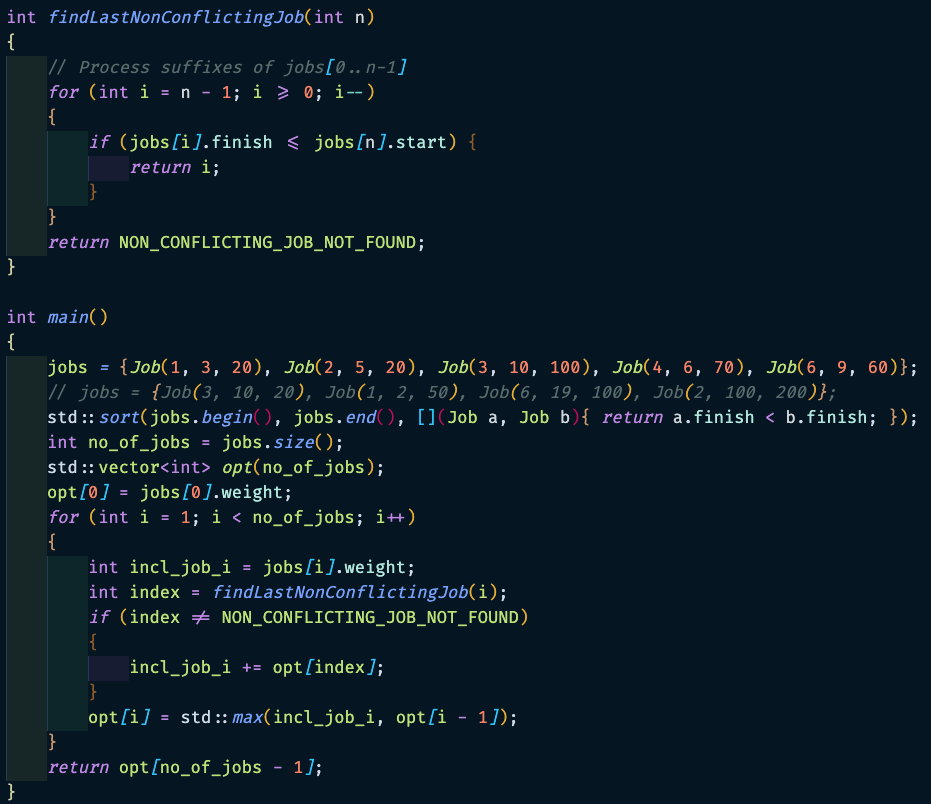 int findLastNonConflictingJob(int n)
{
    // Process suffixes of jobs[0..n-1]
    for (int i = n - 1; i >= 0; i--)
    {
        if (jobs[i].finish <= jobs[n].start) {
            return i;
        }
    }
    return NON_CONFLICTING_JOB_NOT_FOUND;
}

int main()
{
    jobs = {Job(1, 3, 20), Job(2, 5, 20), Job(3, 10, 100), Job(4, 6, 70), Job(6, 9, 60)};
    // jobs = {Job(3, 10, 20), Job(1, 2, 50), Job(6, 19, 100), Job(2, 100, 200)};
    std::sort(jobs.begin(), jobs.end(), [](Job a, Job b){ return a.finish < b.finish; });
    int no_of_jobs = jobs.size();
    std::vector<int> opt(no_of_jobs);
    opt[0] = jobs[0].weight;
    for (int i = 1; i < no_of_jobs; i++)
    {
        int incl_job_i = jobs[i].weight;
        int index = findLastNonConflictingJob(i);
        if (index != NON_CONFLICTING_JOB_NOT_FOUND)
        {
            incl_job_i += opt[index];
        }
        opt[i] = std::max(incl_job_i, opt[i - 1]);
    }
    return opt[no_of_jobs - 1];
}